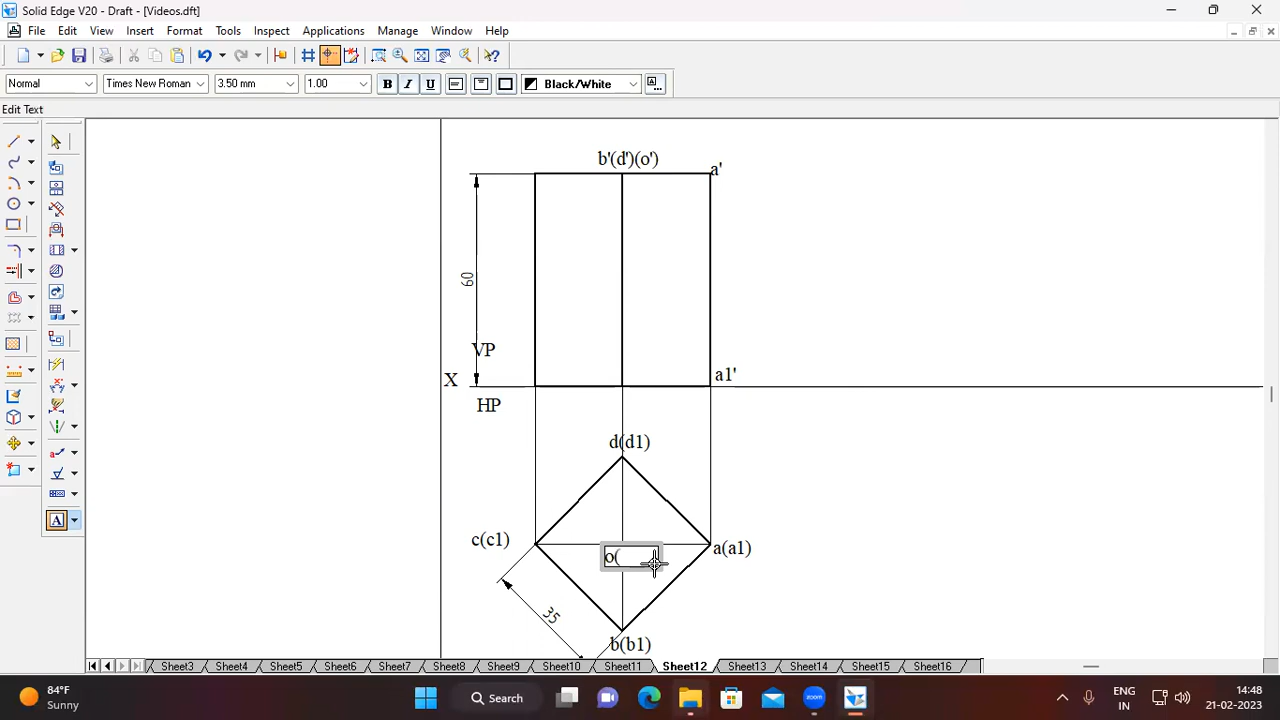 Solid Edge V20 - Draft - [Videos.dft]
File Edit View Insert Format Tools Inspect Applications Manage Window Help
Normal Times New Roman 3.50 mm 1.00 B I U Black/White
Edit Text
b'(d')(o')
a'
60
VP
a1'
X
HP
d(d1)
c(c1)
a(a1)
o(
35
b(b1)
Sheet3 Sheet4 Sheet5 Sheet6 Sheet7 Sheet8 Sheet9 Sheet10 Sheet11 Sheet12 Sheet13 Sheet14 Sheet15 Sheet16
84°F
Sunny
Search
zoom
ENG
IN
14:48
21-02-2023